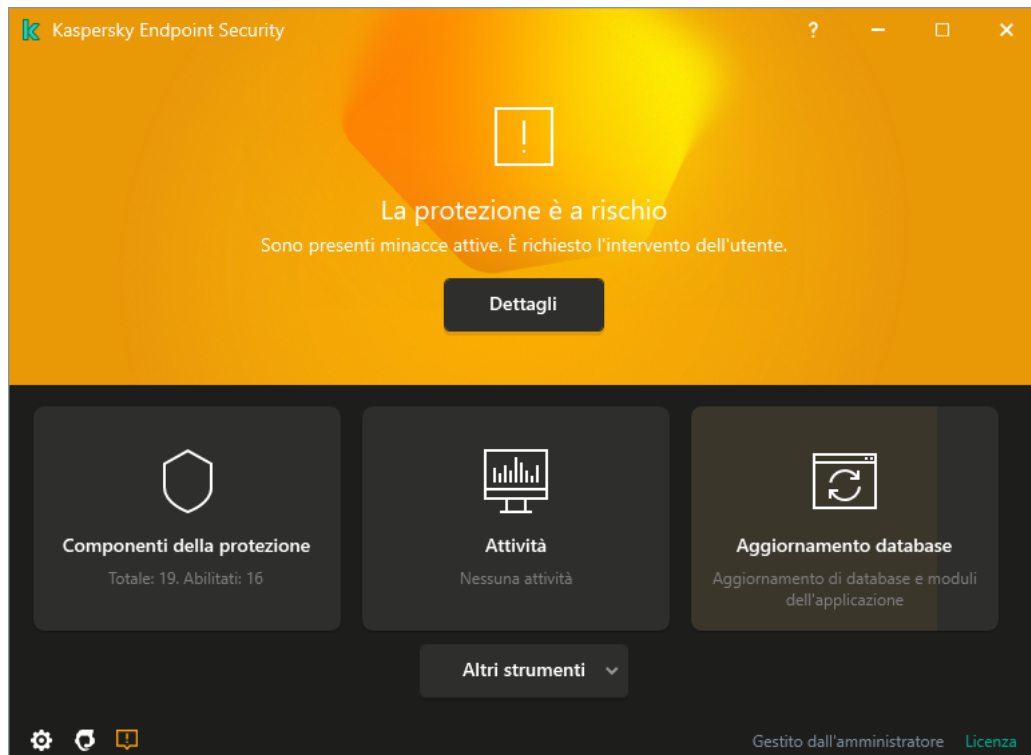 Kaspersky Endpoint Security
La protezione è a rischio
Sono presenti minacce attive. È richiesto l'intervento dell'utente.
Dettagli
Componenti della protezione
Totale: 19. Abilitati: 16
Attività
Nessuna attività
Aggiornamento database
Aggiornamento di database e moduli
dell'applicazione
Altri strumenti
Gestito dall'amministratore
Licenza